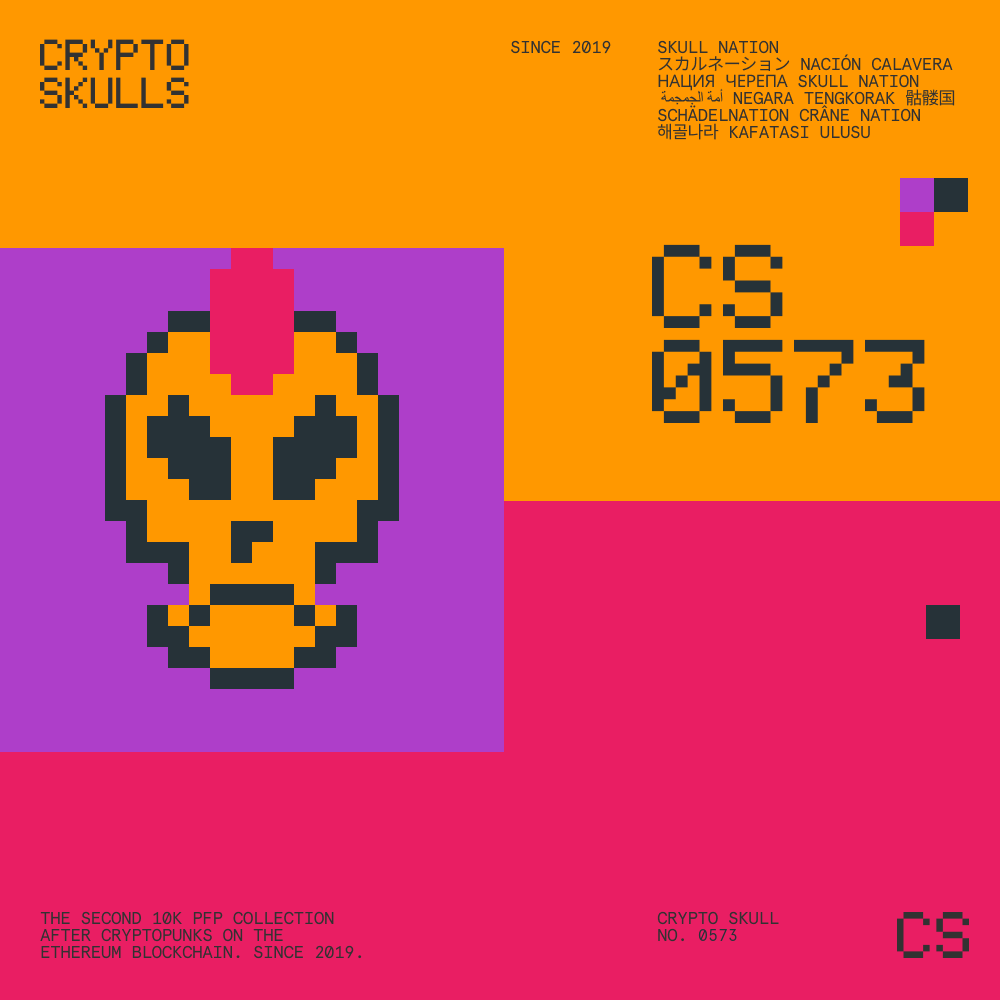 CRYPTO
SKULLS
SINCE 2019
SKULL NATION
スカルネーション NACIÓN CALAVERA
НАЦИЯ ЧЕРЕПА SKULL NATION
أمة الجمجمة NEGARA TENGKORAK 骷髅国
SCHÄDELNATION CRÂNE NATION
해골나라 KAFATASI ULUSU
CS
0573
THE SECOND 10K PFP COLLECTION
AFTER CRYPTOPUNKS ON THE
ETHEREUM BLOCKCHAIN. SINCE 2019.
CRYPTO SKULL
NO. 0573
CS